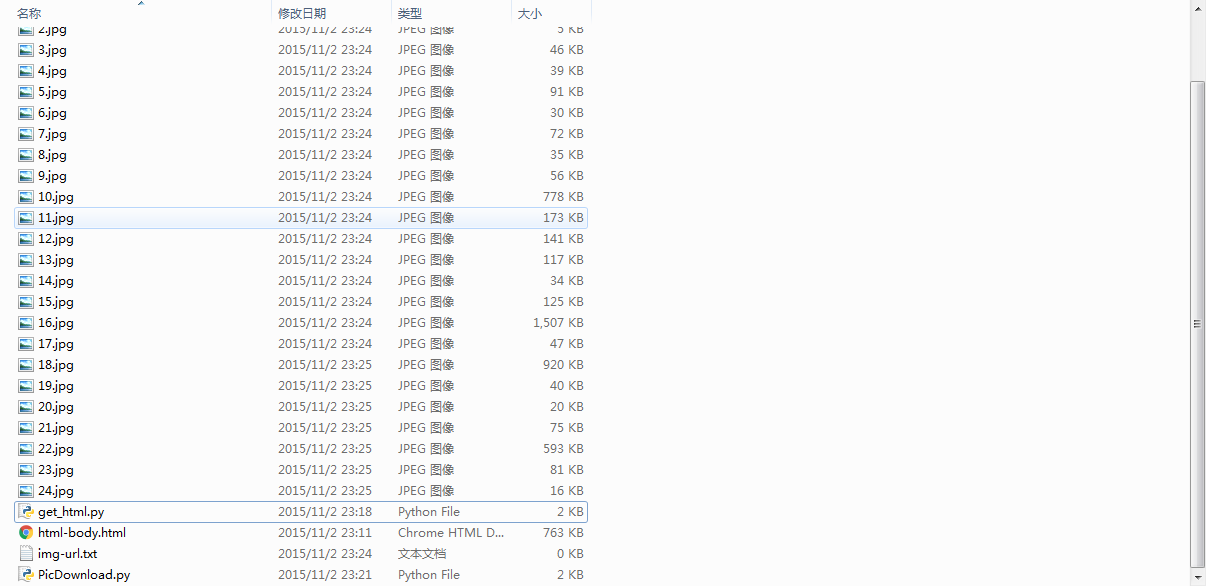 名称 修改日期 类型 大小
2.jpg 2015/11/2 23:24 JPEG 图像 5 KB
3.jpg 2015/11/2 23:24 JPEG 图像 46 KB
4.jpg 2015/11/2 23:24 JPEG 图像 39 KB
5.jpg 2015/11/2 23:24 JPEG 图像 91 KB
6.jpg 2015/11/2 23:24 JPEG 图像 30 KB
7.jpg 2015/11/2 23:24 JPEG 图像 72 KB
8.jpg 2015/11/2 23:24 JPEG 图像 35 KB
9.jpg 2015/11/2 23:24 JPEG 图像 56 KB
10.jpg 2015/11/2 23:24 JPEG 图像 778 KB
11.jpg 2015/11/2 23:24 JPEG 图像 173 KB
12.jpg 2015/11/2 23:24 JPEG 图像 141 KB
13.jpg 2015/11/2 23:24 JPEG 图像 117 KB
14.jpg 2015/11/2 23:24 JPEG 图像 34 KB
15.jpg 2015/11/2 23:24 JPEG 图像 125 KB
16.jpg 2015/11/2 23:24 JPEG 图像 1,507 KB
17.jpg 2015/11/2 23:24 JPEG 图像 47 KB
18.jpg 2015/11/2 23:25 JPEG 图像 920 KB
19.jpg 2015/11/2 23:25 JPEG 图像 40 KB
20.jpg 2015/11/2 23:25 JPEG 图像 20 KB
21.jpg 2015/11/2 23:25 JPEG 图像 75 KB
22.jpg 2015/11/2 23:25 JPEG 图像 593 KB
23.jpg 2015/11/2 23:25 JPEG 图像 81 KB
24.jpg 2015/11/2 23:25 JPEG 图像 16 KB
get_html.py 2015/11/2 23:18 Python File 2 KB
html-body.html 2015/11/2 23:11 Chrome HTML D... 763 KB
img-url.txt 2015/11/2 23:24 文本文档 0 KB
PicDownload.py 2015/11/2 23:21 Python File 2 KB